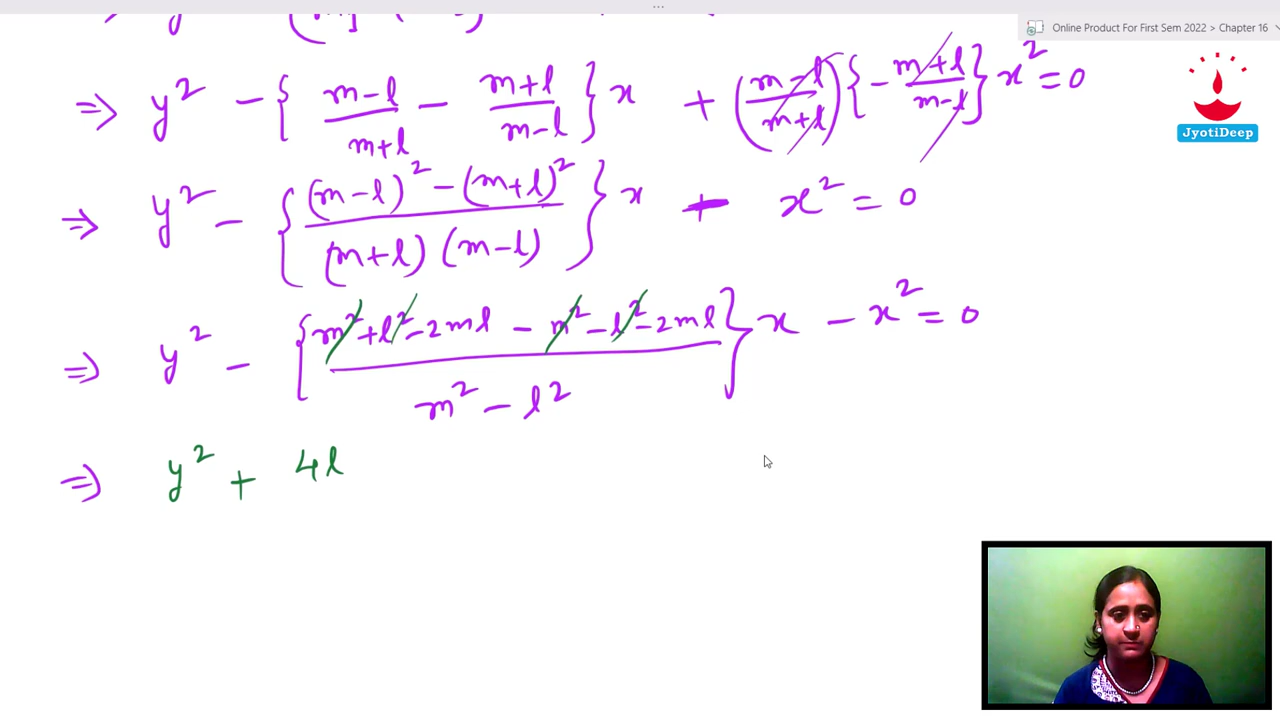 Online Product For First Sem 2022 > Chapter 16
⇒ y² - { (m-l)/(m+l) - (m+l)/(m-l) } x + ((m-l)/(m+l)) { - (m+l)/(m-l) } x² = 0
JyotiDeep
⇒ y² - { ((m-l)² - (m+l)²)/((m+l)(m-l)) } x - x² = 0
⇒ y² - { (m²+l²-2ml - m²-l²-2ml)/(m² - l²) } x - x² = 0
⇒ y² + 4l